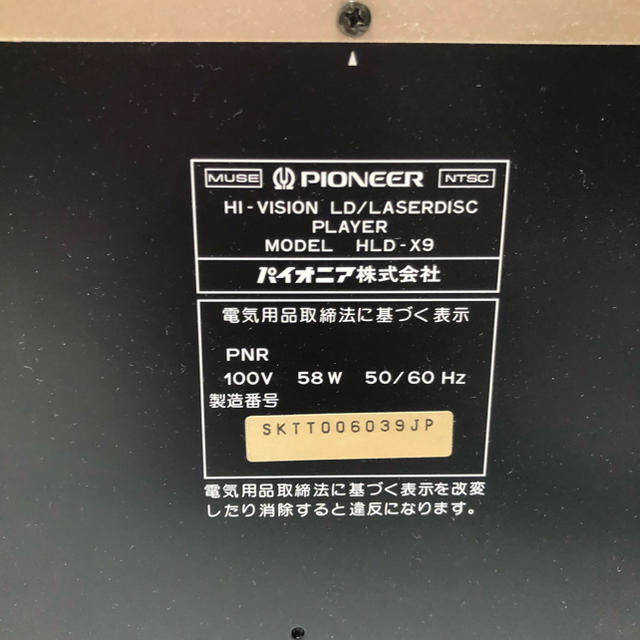 MUSE PIONEER NTSC
HI-VISION LD/LASERDISC
PLAYER
MODEL HLD-X9
パイオニア株式会社
電気用品取締法に基づく表示
PNR
100V 58W 50/60Hz
製造番号
SKTT006039JP
電気用品取締法に基づく表示を改変
したり消除すると違反になります。